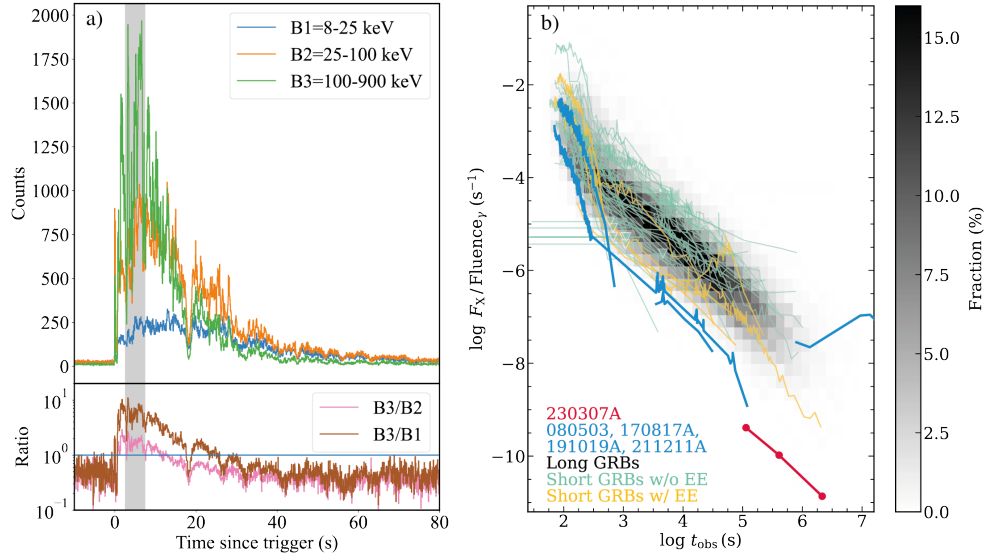 a)
B1=8-25 keV
B2=25-100 keV
B3=100-900 keV
Counts
2000
1750
1500
1250
1000
750
500
250
0
B3/B2
B3/B1
Ratio
10^1
10^0
10^-1
0 20 40 60 80
Time since trigger (s)
b)
log F_X / Fluence_γ (s^-1)
−2
−4
−6
−8
−10
230307A
080503, 170817A,
191019A, 211211A
Long GRBs
Short GRBs w/o EE
Short GRBs w/ EE
2 3 4 5 6 7
log t_obs (s)
15.0
12.5
10.0
7.5
5.0
2.5
0.0
Fraction (%)